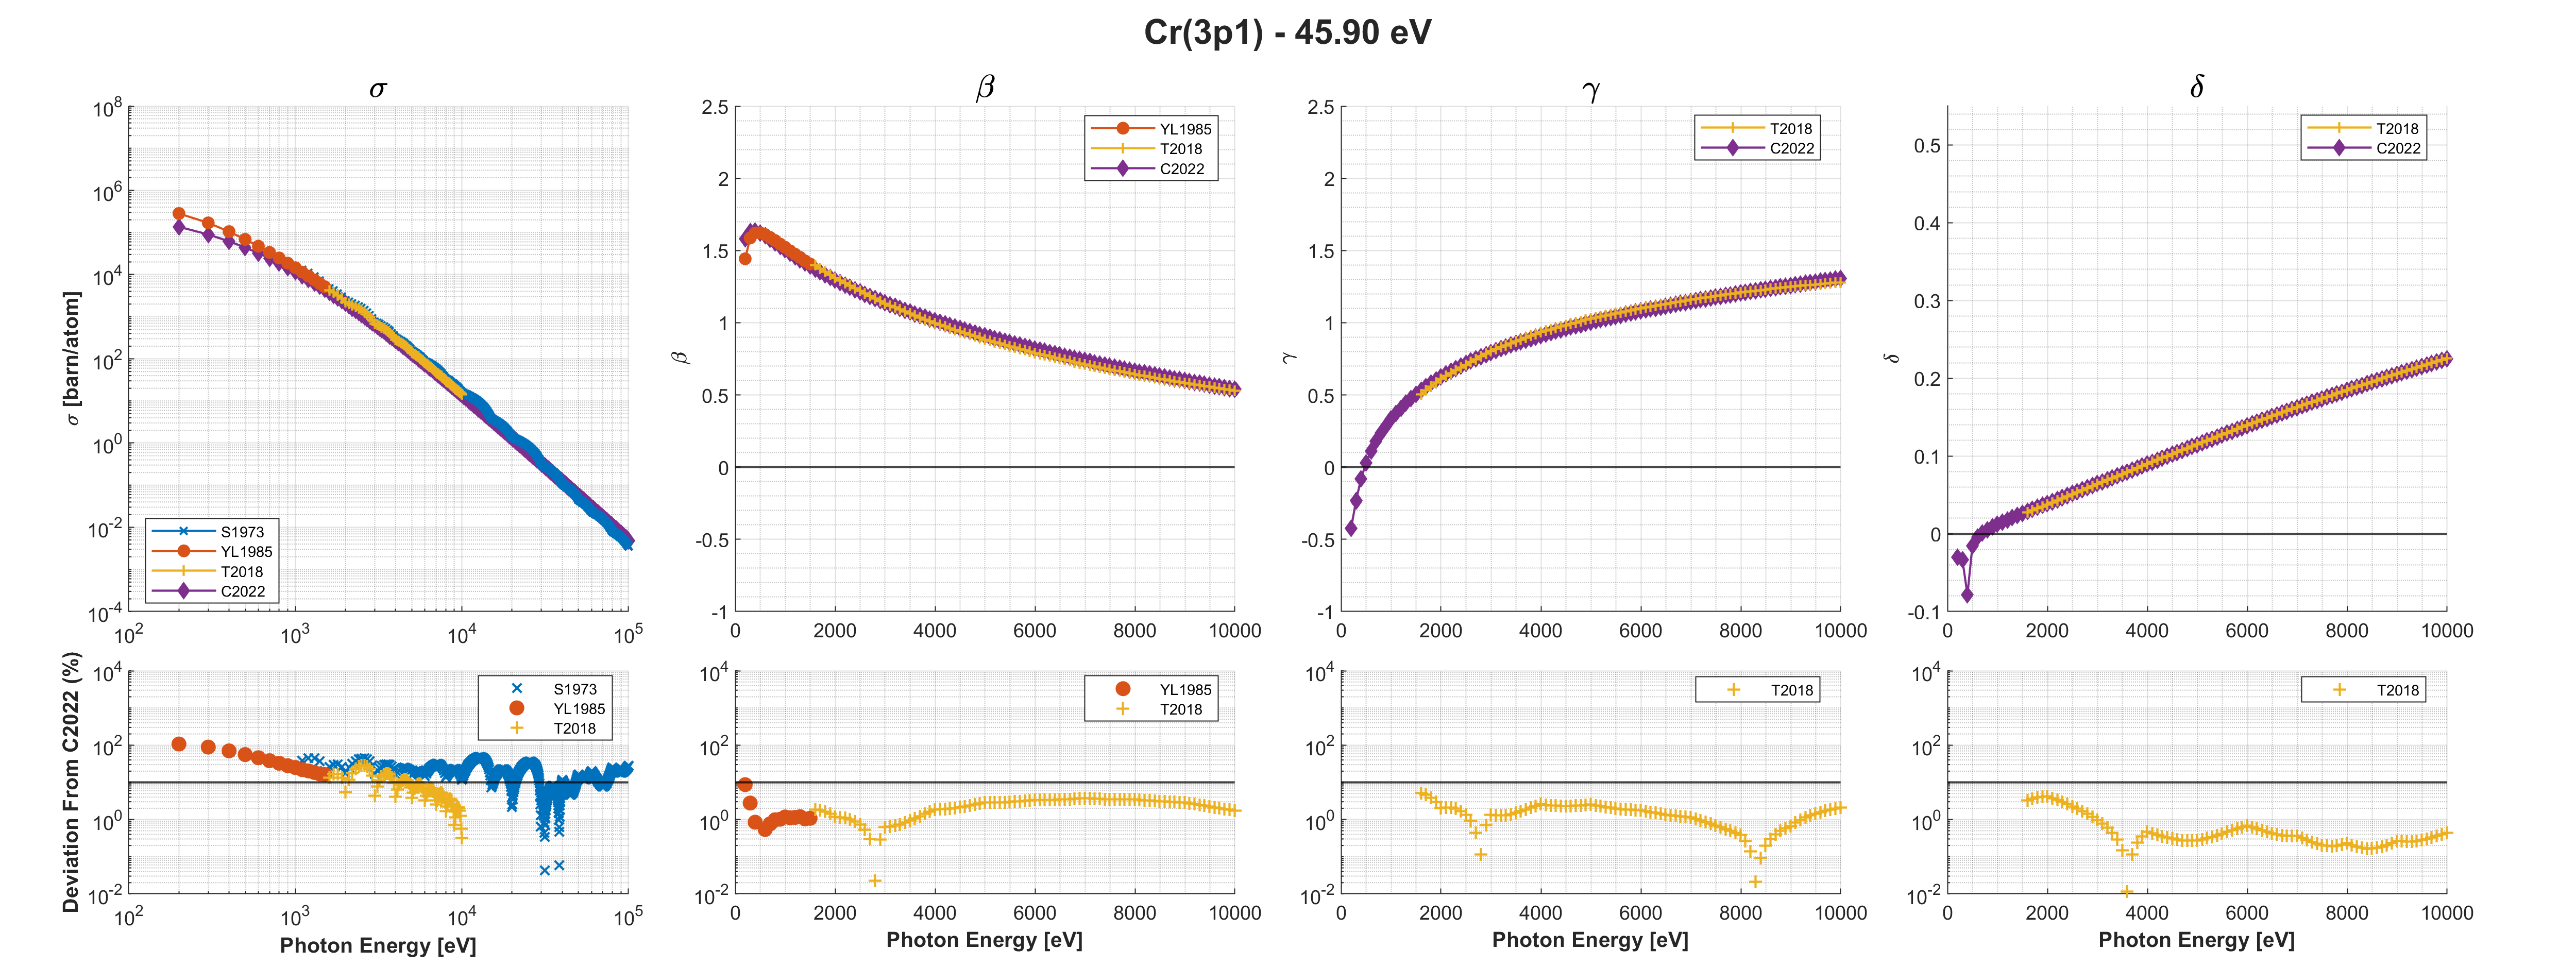 Cr(3p1) - 45.90 eV
σ
β
γ
δ
σ [barn/atom]
10^8
10^6
10^4
10^2
10^0
10^-2
10^-4
10^2
10^3
10^4
10^5
S1973
YL1985
T2018
C2022
β
2.5
2
1.5
1
0.5
0
-0.5
-1
0
2000
4000
6000
8000
10000
YL1985
T2018
C2022
γ
2.5
2
1.5
1
0.5
0
-0.5
-1
0
2000
4000
6000
8000
10000
T2018
C2022
δ
0.5
0.4
0.3
0.2
0.1
0
-0.1
0
2000
4000
6000
8000
10000
T2018
C2022
Deviation From C2022 (%)
10^4
10^2
10^0
10^-2
10^2
10^3
10^4
10^5
S1973
YL1985
T2018
Photon Energy [eV]
10^4
10^2
10^0
10^-2
0
2000
4000
6000
8000
10000
YL1985
T2018
Photon Energy [eV]
10^4
10^2
10^0
10^-2
0
2000
4000
6000
8000
10000
T2018
Photon Energy [eV]
10^4
10^2
10^0
10^-2
0
2000
4000
6000
8000
10000
T2018
Photon Energy [eV]